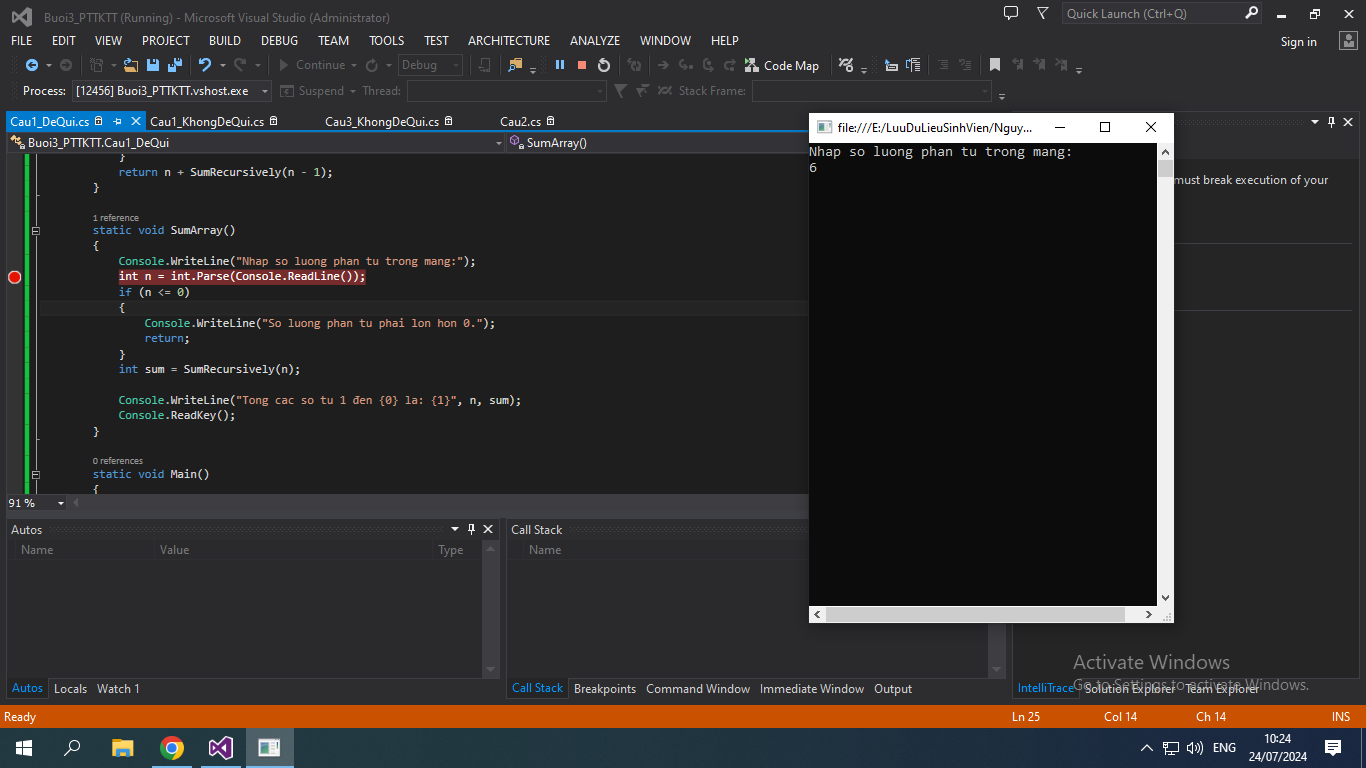 Buoi3_PTTKTT (Running) - Microsoft Visual Studio (Administrator)
Quick Launch (Ctrl+Q)
FILE EDIT VIEW PROJECT BUILD DEBUG TEAM TOOLS TEST ARCHITECTURE ANALYZE WINDOW HELP
Sign in
Continue Debug Code Map
Process: [12456] Buoi3_PTTKTT.vshost.exe Suspend Thread: Stack Frame:
Cau1_DeQui.cs Cau1_KhongDeQui.cs Cau3_KhongDeQui.cs Cau2.cs
Buoi3_PTTKTT.Cau1_DeQui SumArray()
}
return n + SumRecursively(n - 1);
}
1 reference
static void SumArray()
{
Console.WriteLine("Nhap so luong phan tu trong mang:");
int n = int.Parse(Console.ReadLine());
if (n <= 0)
{
Console.WriteLine("So luong phan tu phai lon hon 0.");
return;
}
int sum = SumRecursively(n);
Console.WriteLine("Tong cac so tu 1 đen {0} la: {1}", n, sum);
Console.ReadKey();
}
0 references
static void Main()
{
91 %
file:///E:/LuuDuLieuSinhVien/Nguy...
Nhap so luong phan tu trong mang:
6
must break execution of your
Autos
Name Value Type
Call Stack
Name
Autos Locals Watch 1
Call Stack Breakpoints Command Window Immediate Window Output
IntelliTrace Solution Explorer Team Explorer
Activate Windows
Go to Settings to activate Windows.
Ready Ln 25 Col 14 Ch 14 INS
ENG
10:24
24/07/2024